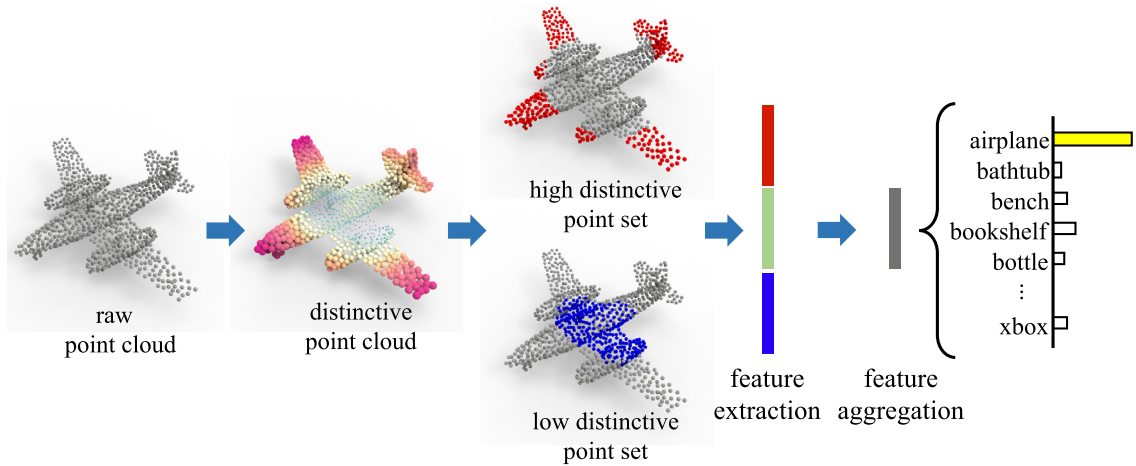 raw
point cloud
distinctive
point cloud
high distinctive
point set
low distinctive
point set
feature
extraction
feature
aggregation
airplane
bathtub
bench
bookshelf
bottle
...
xbox